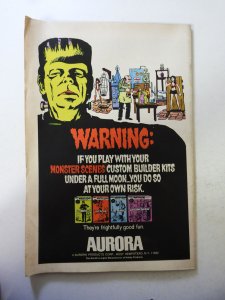 WARNING:
IF YOU PLAY WITH YOUR
MONSTER SCENES CUSTOM BUILDER KITS
UNDER A FULL MOON...YOU DO SO
AT YOUR OWN RISK.
They're frightfully good fun.
AURORA